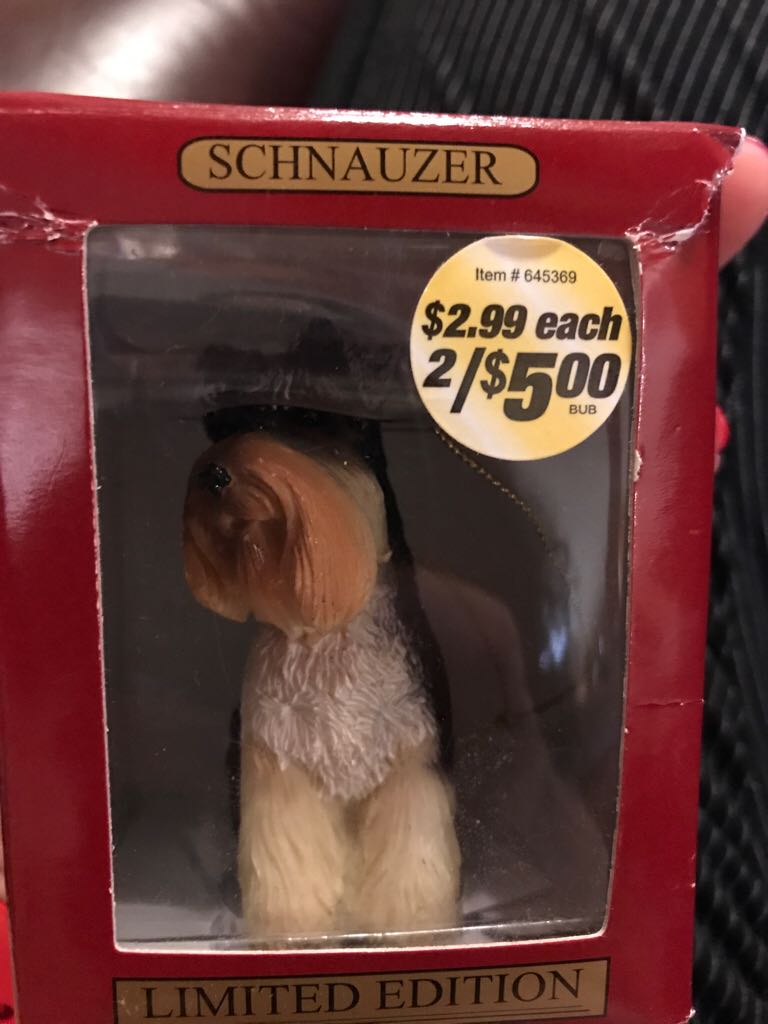 SCHNAUZER
Item # 645369
$2.99 each
2/$5.00
BUB
LIMITED EDITION